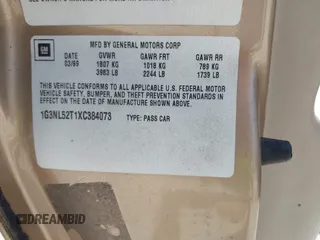 GM
MFD BY GENERAL MOTORS CORP
DATE GVWR GAWR FRT GAWR RR
02/99 1807 KG 1018 KG 789 KG
3983 LB 2244 LB 1739 LB
THIS VEHICLE CONFORMS TO ALL APPLICABLE U.S. FEDERAL MOTOR
VEHICLE SAFETY, BUMPER, AND THEFT PREVENTION STANDARDS IN
EFFECT ON THE DATE OF MANUFACTURE SHOWN ABOVE.
1G3NL52T1XC384073 TYPE: PASS CAR
DREAMBID